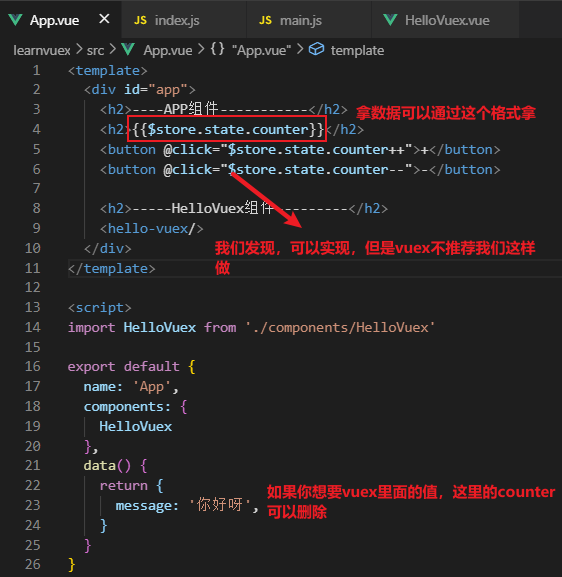 App.vue × JS index.js JS main.js HelloVuex.vue
learnvuex > src > App.vue > {} "App.vue" > template
1 <template>
2 <div id="app">
3 <h2>----APP组件-----------</h2>
拿数据可以通过这个格式拿
4 <h2>{{$store.state.counter}}</h2>
5 <button @click="$store.state.counter++">+</button>
6 <button @click="$store.state.counter--">-</button>
7
8 <h2>-----HelloVuex组件----------</h2>
9 <hello-vuex/>
10 </div>
我们发现，可以实现，但是vuex不推荐我们这样
做
11 </template>
12
13 <script>
14 import HelloVuex from './components/HelloVuex'
15
16 export default {
17 name: 'App',
18 components: {
19 HelloVuex
20 },
21 data() {
22 return {
如果你想要vuex里面的值，这里的counter
可以删除
23 message: '你好呀',
24 }
25 }
26 }